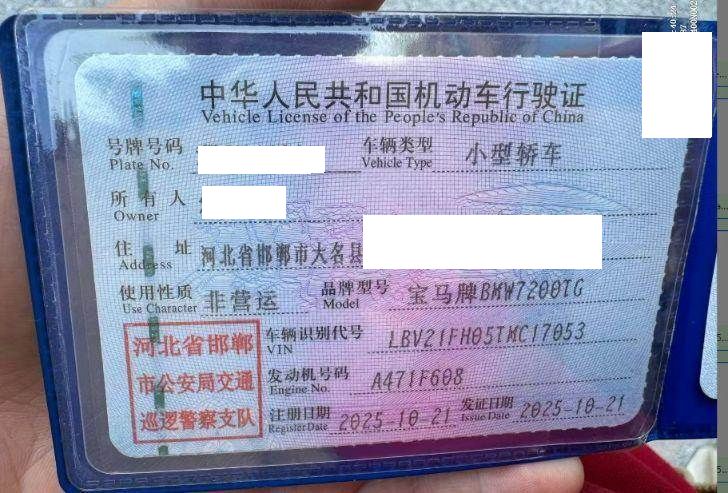 中华人民共和国机动车行驶证
Vehicle License of the People's Republic of China
号牌号码
Plate No.
车辆类型 小型轿车
Vehicle Type
所有人
Owner
住址 河北省邯郸市大名县
Address
使用性质 非营运
Use Character
品牌型号 宝马牌BMW7200TG
Model
河北省邯郸
市公安局交通
巡逻警察支队
车辆识别代号 LBV21FH05TMC17053
VIN
发动机号码 A471F608
Engine No.
注册日期 2025-10-21
Register Date
发证日期 2025-10-21
Issue Date